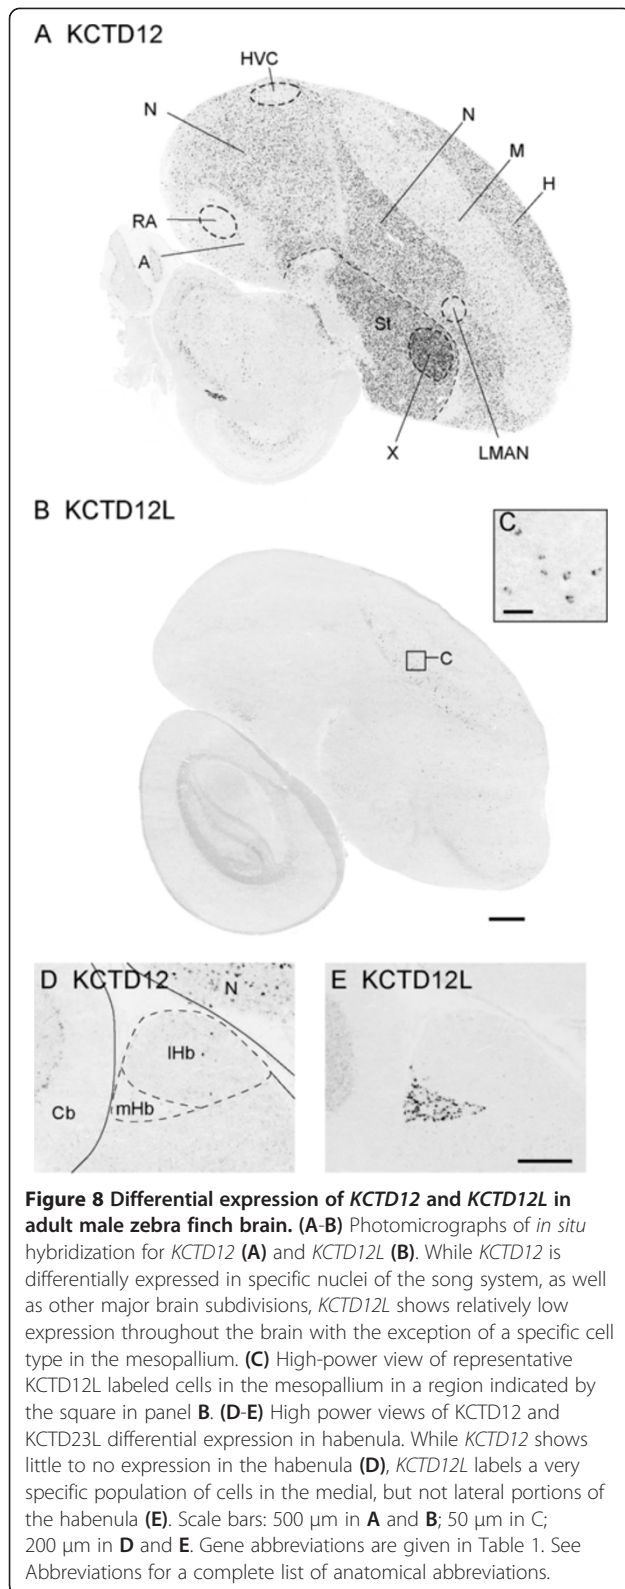 A KCTD12
HVC
N
N
M
H
RA
A
St
X
LMAN
B KCTD12L
C
C
D KCTD12
N
lHb
mHb
Cb
E KCTD12L
Figure 8 Differential expression of KCTD12 and KCTD12L in
adult male zebra finch brain. (A-B) Photomicrographs of in situ
hybridization for KCTD12 (A) and KCTD12L (B). While KCTD12 is
differentially expressed in specific nuclei of the song system, as well
as other major brain subdivisions, KCTD12L shows relatively low
expression throughout the brain with the exception of a specific cell
type in the mesopallium. (C) High-power view of representative
KCTD12L labeled cells in the mesopallium in a region indicated by
the square in panel B. (D-E) High power views of KCTD12 and
KCTD23L differential expression in habenula. While KCTD12 shows
little to no expression in the habenula (D), KCTD12L labels a very
specific population of cells in the medial, but not lateral portions of
the habenula (E). Scale bars: 500 μm in A and B; 50 μm in C;
200 μm in D and E. Gene abbreviations are given in Table 1. See
Abbreviations for a complete list of anatomical abbreviations.